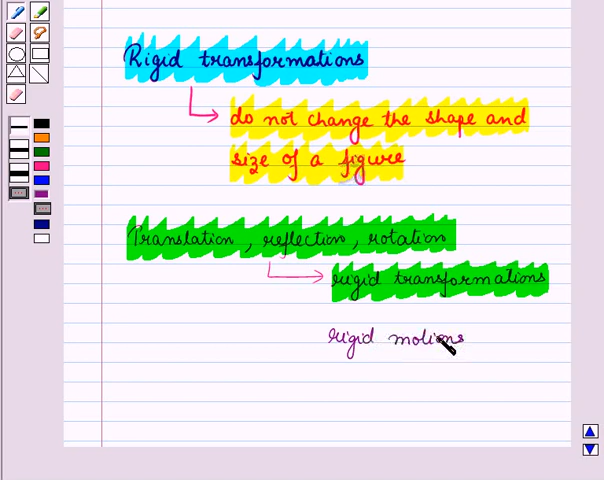 Rigid transformations
do not change the shape and
size of a figure
Translation, reflection, rotation
rigid transformations
rigid motions